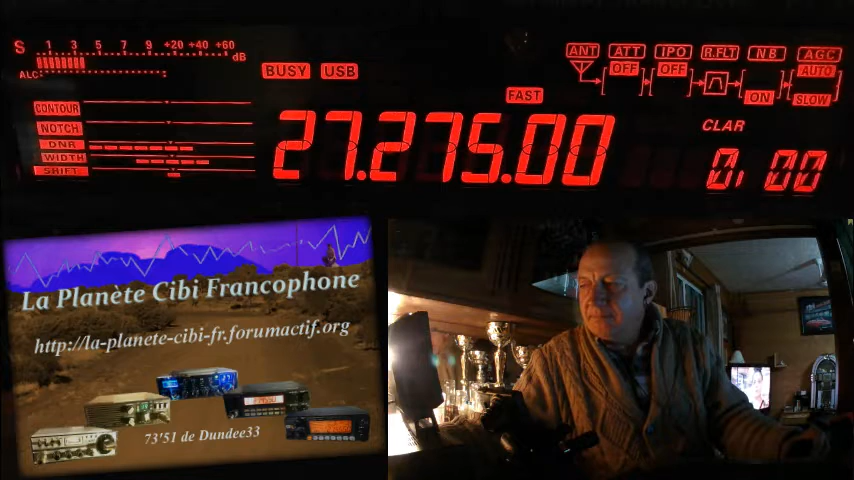 S 1 3 5 7 9 +20 +40 +60 dB
ALC:
BUSY USB
FAST
ANT ATT IPO R.FLT NB AGC
OFF OFF AUTO
ON SLOW
CONTOUR
NOTCH
DNR
WIDTH
SHIFT
27.275.00
CLAR
0.00
La Planète Cibi Francophone
http://la-planete-cibi-fr.forumactif.org
73'51 de Dundee33